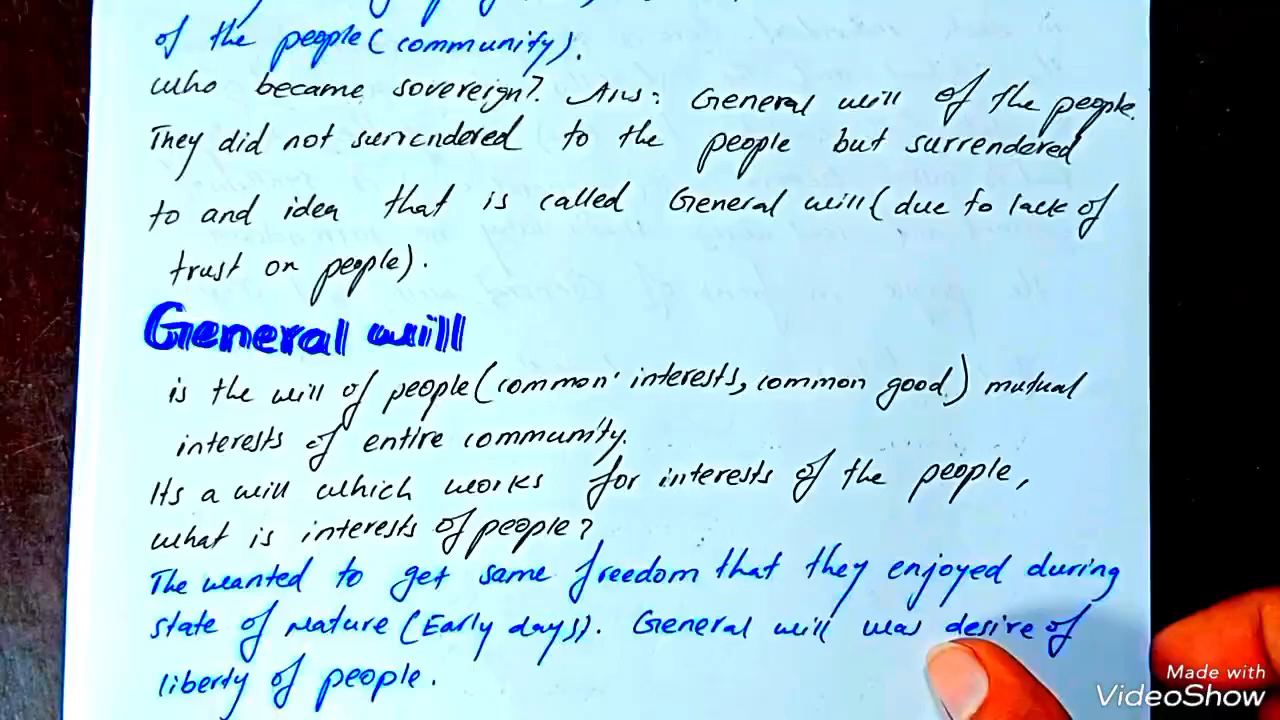 of the people (community).
Who became sovereign?. Ans: General will of the people.
They did not surrendered to the people but surrendered
to and idea that is called General will (due to lack of
trust on people).
General will
is the will of people (common interests, common good) mutual
interests of entire community.
Its a will which works for interests of the people,
what is interests of people?
The wanted to get same freedom that they enjoyed during
state of Nature (Early days). General will was desire of
liberty of people.
Made with
VideoShow